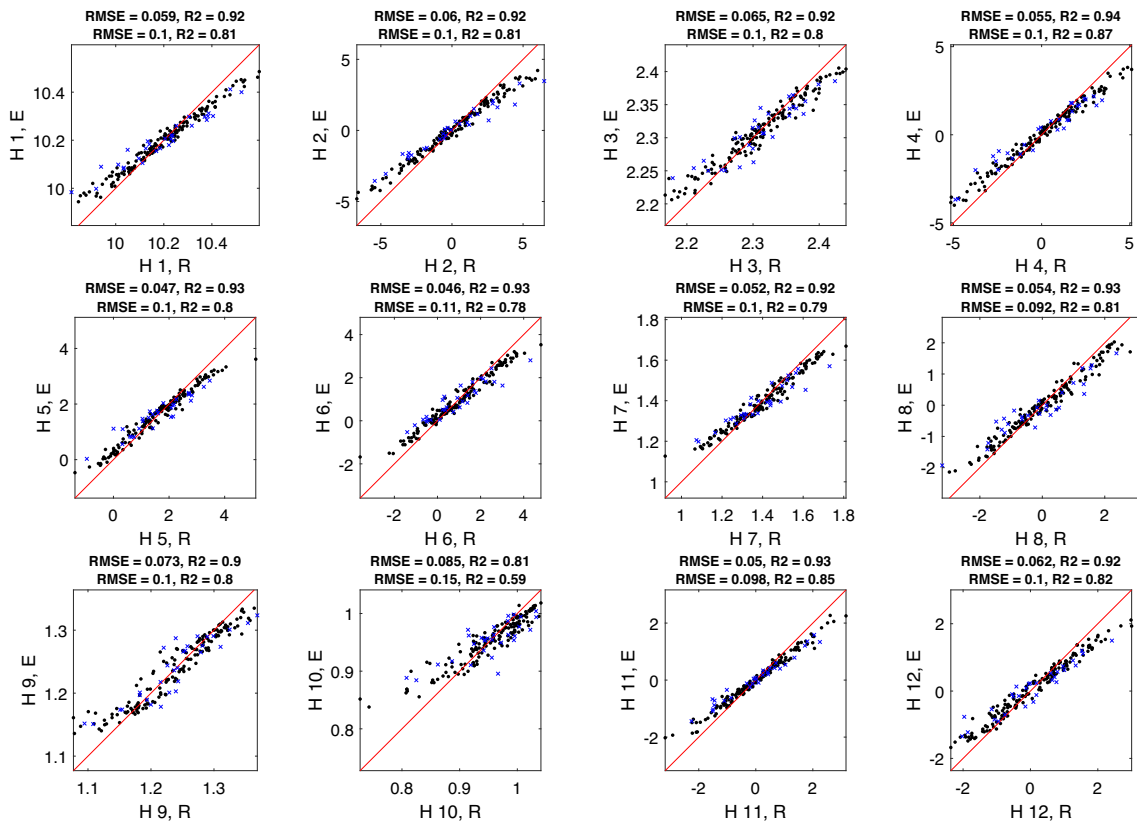 RMSE = 0.059, R2 = 0.92
RMSE = 0.1, R2 = 0.81
10.4
10.2
10
H 1, E
10 10.2 10.4
H 1, R
RMSE = 0.06, R2 = 0.92
RMSE = 0.1, R2 = 0.81
5
0
-5
H 2, E
-5 0 5
H 2, R
RMSE = 0.065, R2 = 0.92
RMSE = 0.1, R2 = 0.8
2.4
2.35
2.3
2.25
2.2
H 3, E
2.2 2.3 2.4
H 3, R
RMSE = 0.055, R2 = 0.94
RMSE = 0.1, R2 = 0.87
5
0
-5
H 4, E
-5 0 5
H 4, R
RMSE = 0.047, R2 = 0.93
RMSE = 0.1, R2 = 0.8
4
2
0
H 5, E
0 2 4
H 5, R
RMSE = 0.046, R2 = 0.93
RMSE = 0.11, R2 = 0.78
4
2
0
-2
H 6, E
-2 0 2 4
H 6, R
RMSE = 0.052, R2 = 0.92
RMSE = 0.1, R2 = 0.79
1.8
1.6
1.4
1.2
1
H 7, E
1 1.2 1.4 1.6 1.8
H 7, R
RMSE = 0.054, R2 = 0.93
RMSE = 0.092, R2 = 0.81
2
1
0
-1
-2
H 8, E
-2 0 2
H 8, R
RMSE = 0.073, R2 = 0.9
RMSE = 0.1, R2 = 0.8
1.3
1.2
1.1
H 9, E
1.1 1.2 1.3
H 9, R
RMSE = 0.085, R2 = 0.81
RMSE = 0.15, R2 = 0.59
1
0.9
0.8
H 10, E
0.8 0.9 1
H 10, R
RMSE = 0.05, R2 = 0.93
RMSE = 0.098, R2 = 0.85
2
0
-2
H 11, E
-2 0 2
H 11, R
RMSE = 0.062, R2 = 0.92
RMSE = 0.1, R2 = 0.82
2
0
-2
H 12, E
-2 0 2
H 12, R